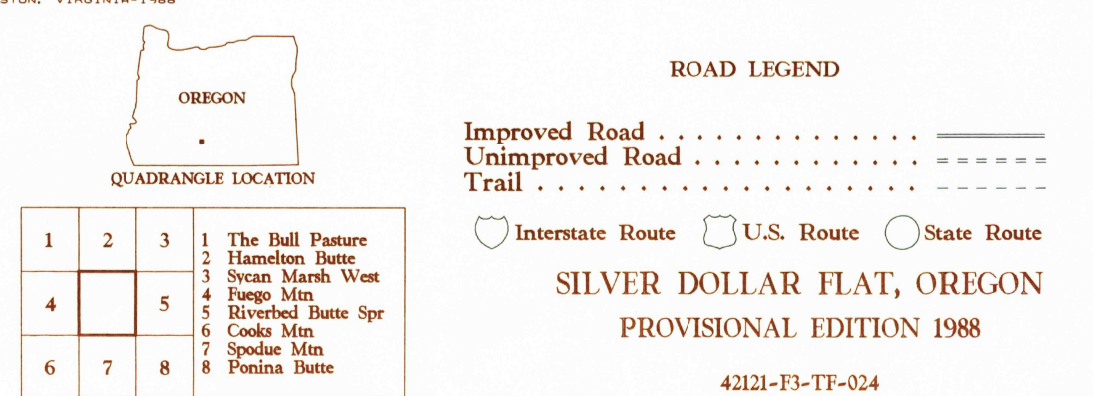 VIRGINIA-1988
OREGON
QUADRANGLE LOCATION
1 2 3
4 5
6 7 8
1 The Bull Pasture
2 Hamelton Butte
3 Sycan Marsh West
4 Fuego Mtn
5 Riverbed Butte Spr
6 Cooks Mtn
7 Spodue Mtn
8 Ponina Butte
ROAD LEGEND
Improved Road . . . . . . . . . . . . . .
Unimproved Road . . . . . . . . . . . .
Trail . . . . . . . . . . . . . . . . . . . .
Interstate Route U.S. Route State Route
SILVER DOLLAR FLAT, OREGON
PROVISIONAL EDITION 1988
42121-F3-TF-024